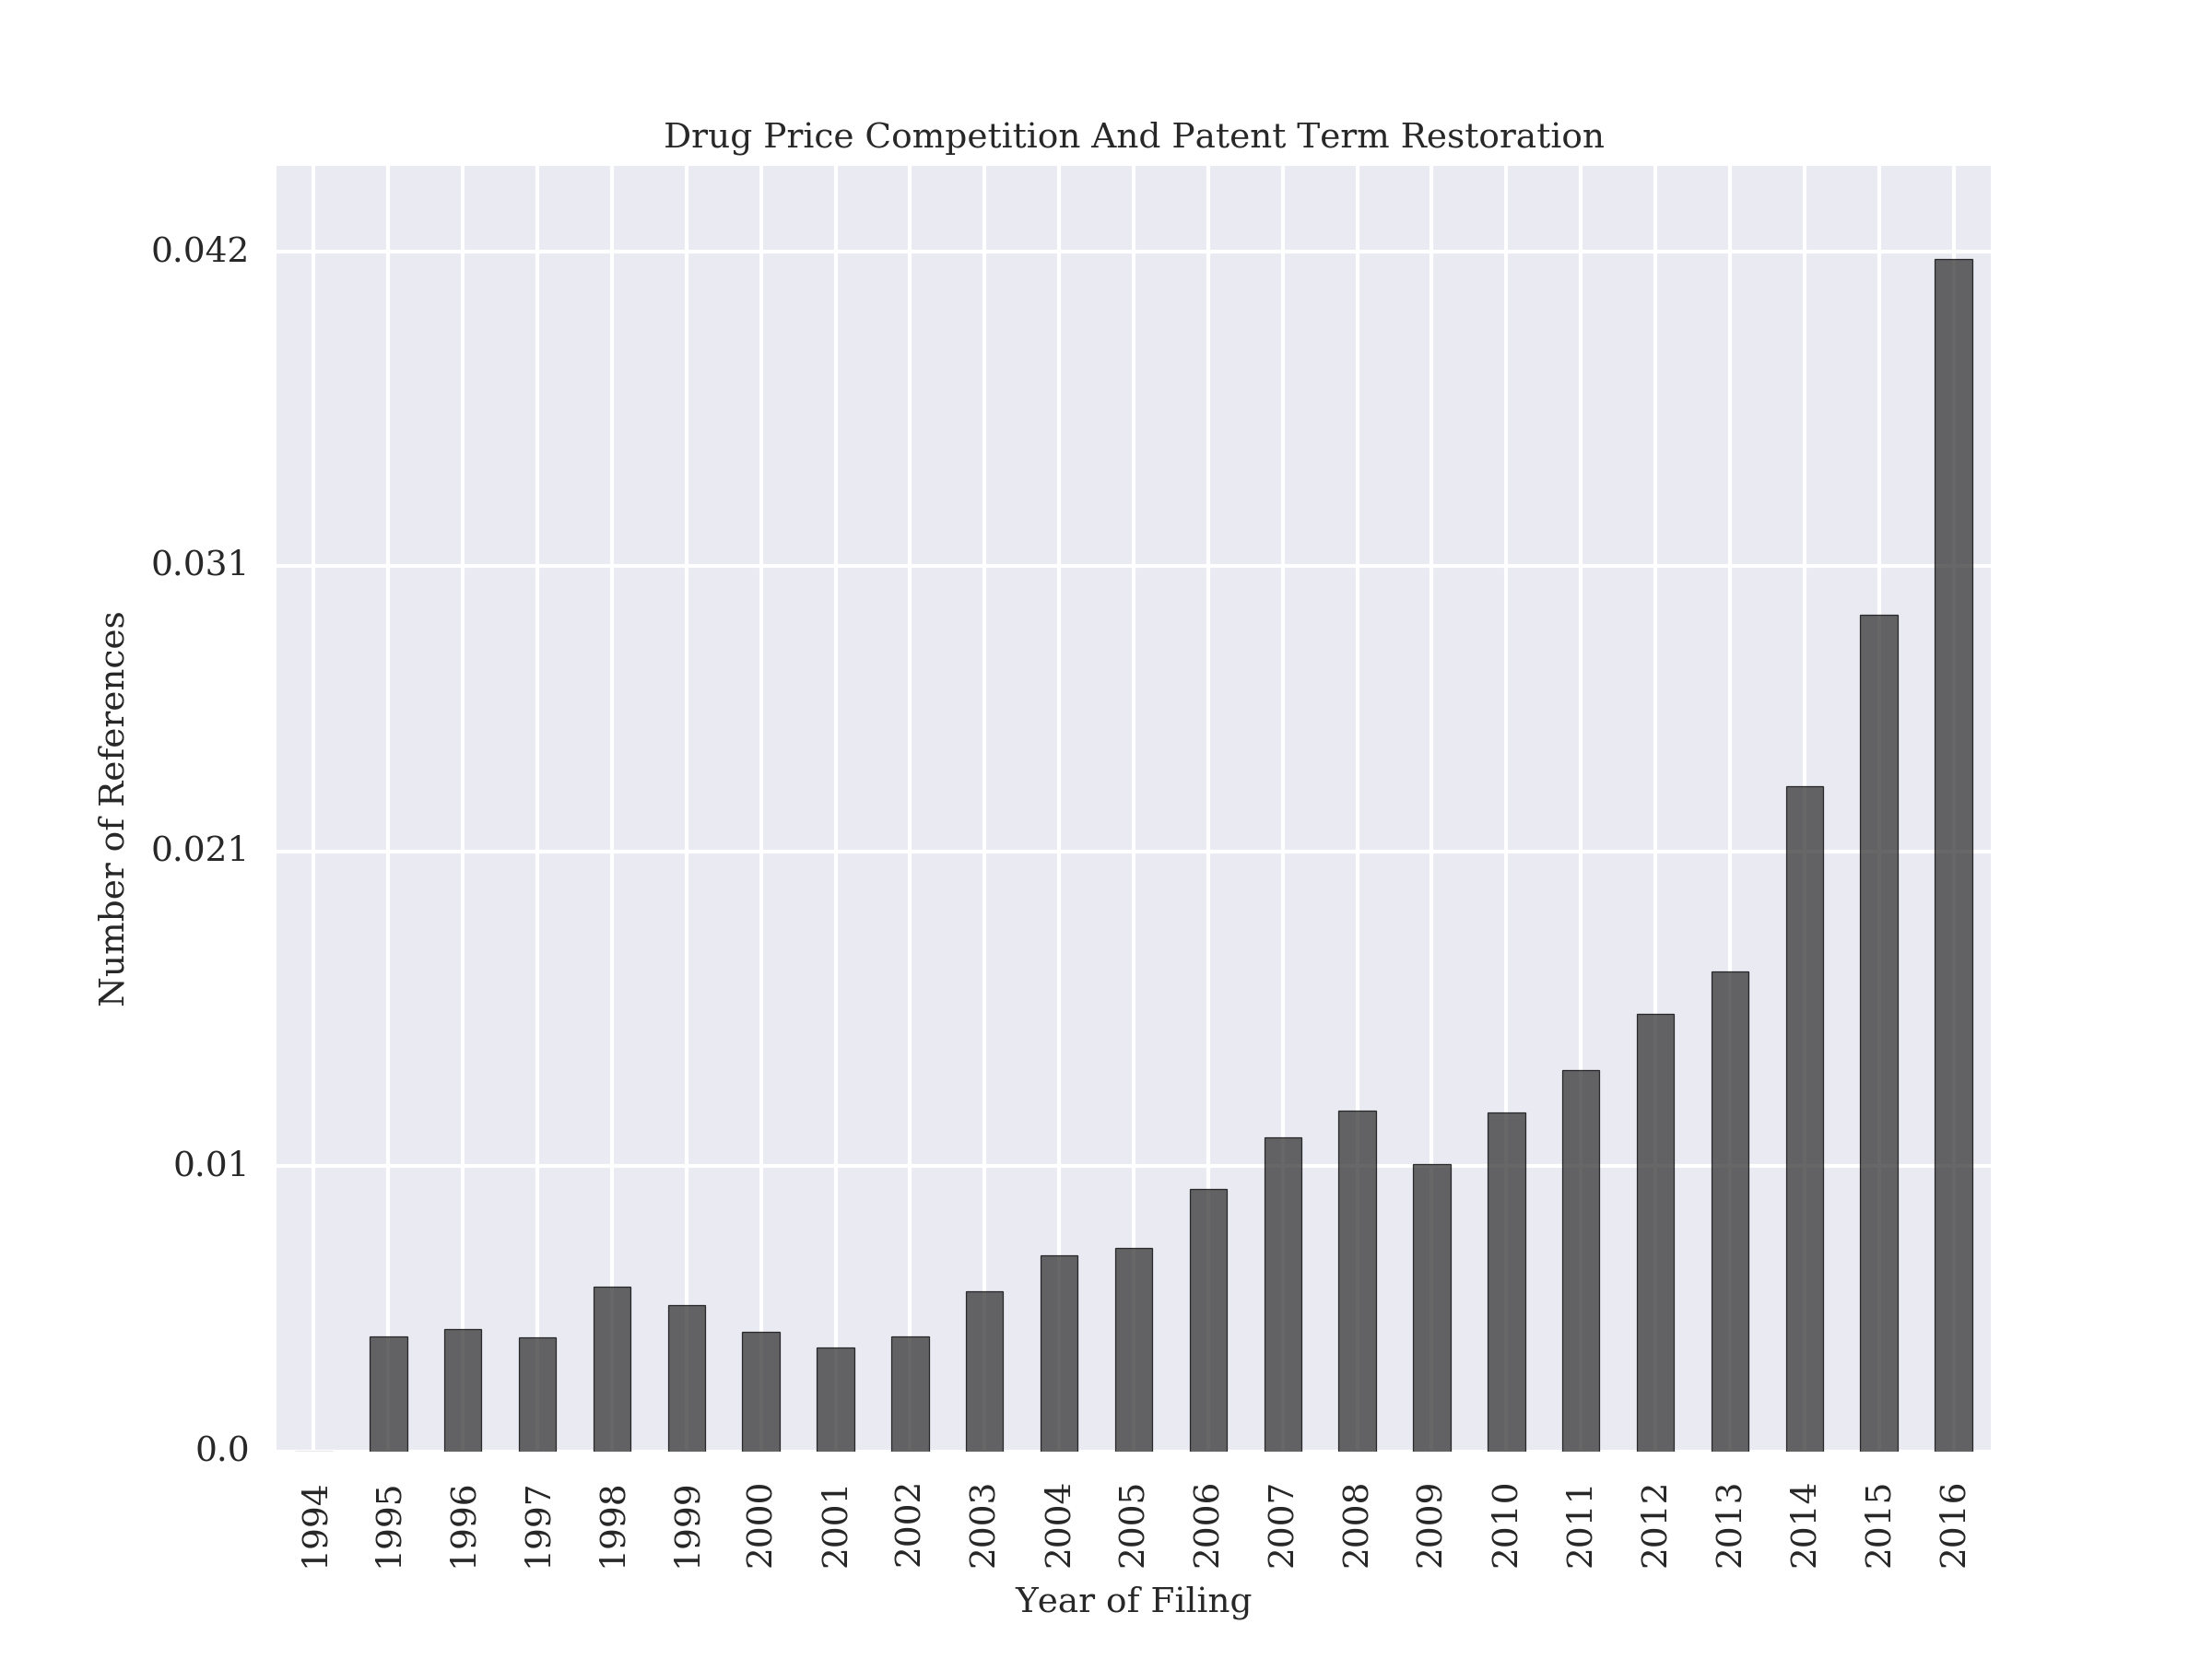 Drug Price Competition And Patent Term Restoration
0.042
0.031
0.021
0.01
0.0
Number of References
1994 1995 1996 1997 1998 1999 2000 2001 2002 2003 2004 2005 2006 2007 2008 2009 2010 2011 2012 2013 2014 2015 2016
Year of Filing